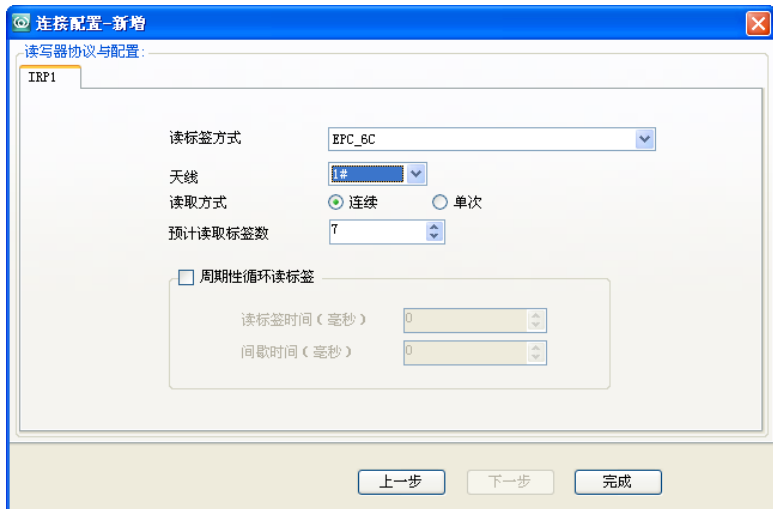 连接配置-新增
读写器协议与配置:
IRP1
读标签方式 EPC_6C
天线 1#
读取方式 连续 单次
预计读取标签数 7
周期性循环读标签
读标签时间(毫秒) 0
间歇时间(毫秒) 0
上一步 下一步 完成